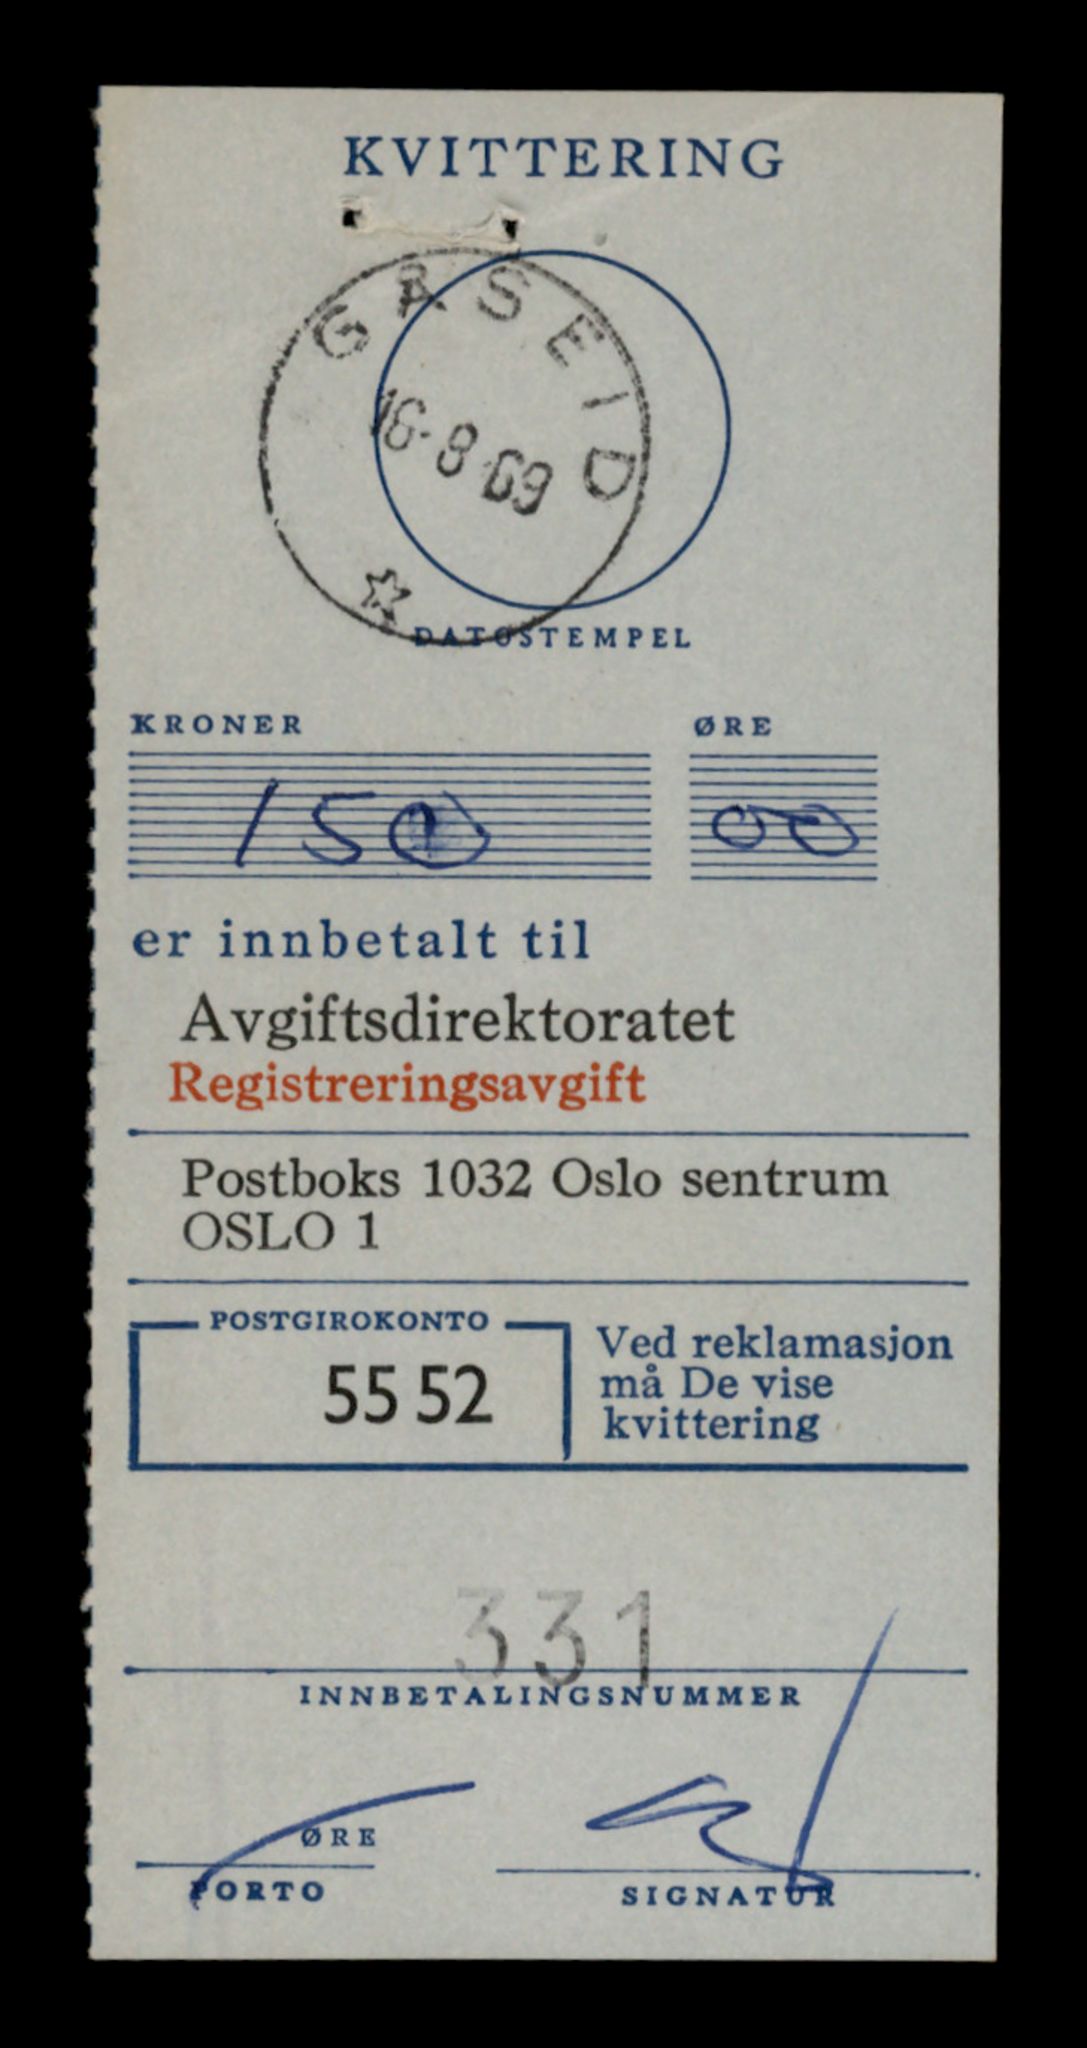 KVITTERING
GÅSEID
16-8-69
DATOSTEMPEL
KRONER ØRE
150 00
er innbetalt til
Avgiftsdirektoratet
Registreringsavgift
Postboks 1032 Oslo sentrum
OSLO 1
POSTGIROKONTO
55 52
Ved reklamasjon
må De vise
kvittering
331
INNBETALINGSNUMMER
ØRE
PORTO
SIGNATUR